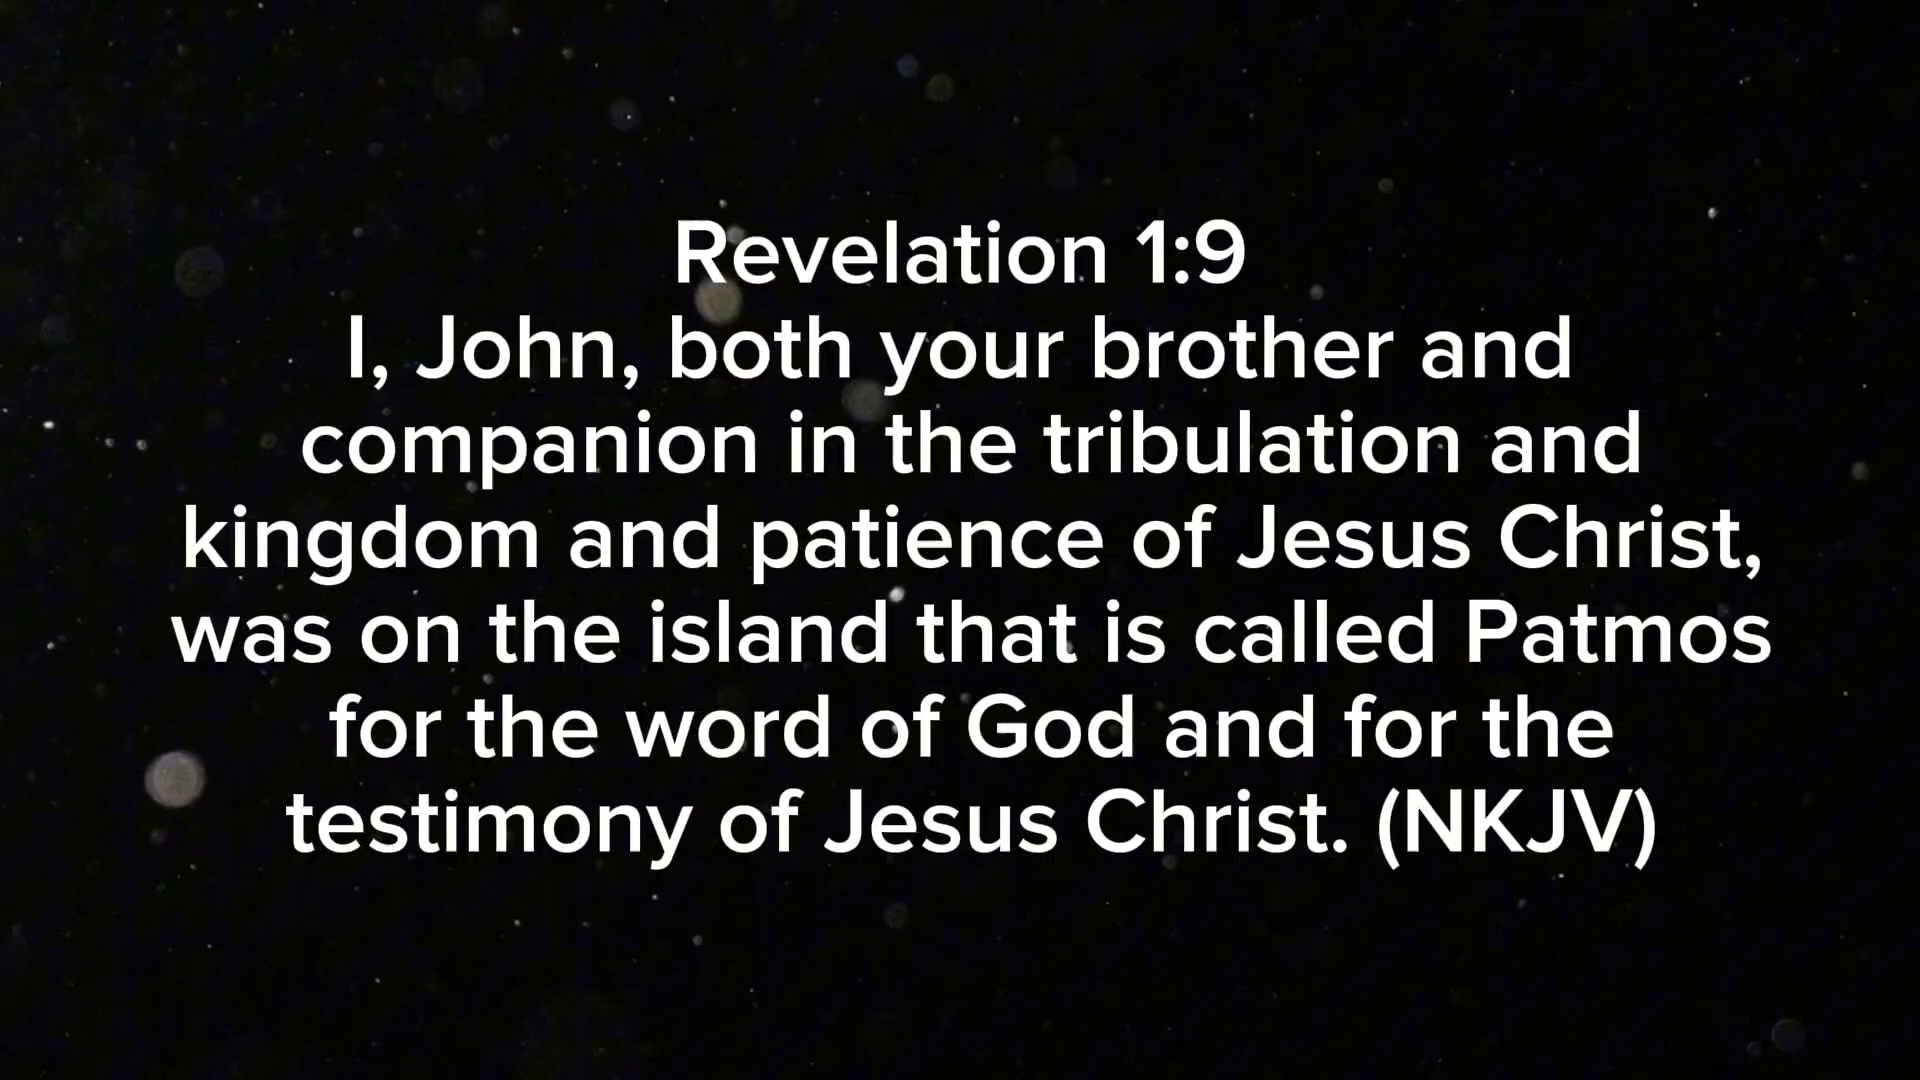 Revelation 1:9
I, John, both your brother and
companion in the tribulation and
kingdom and patience of Jesus Christ,
was on the island that is called Patmos
for the word of God and for the
testimony of Jesus Christ. (NKJV)